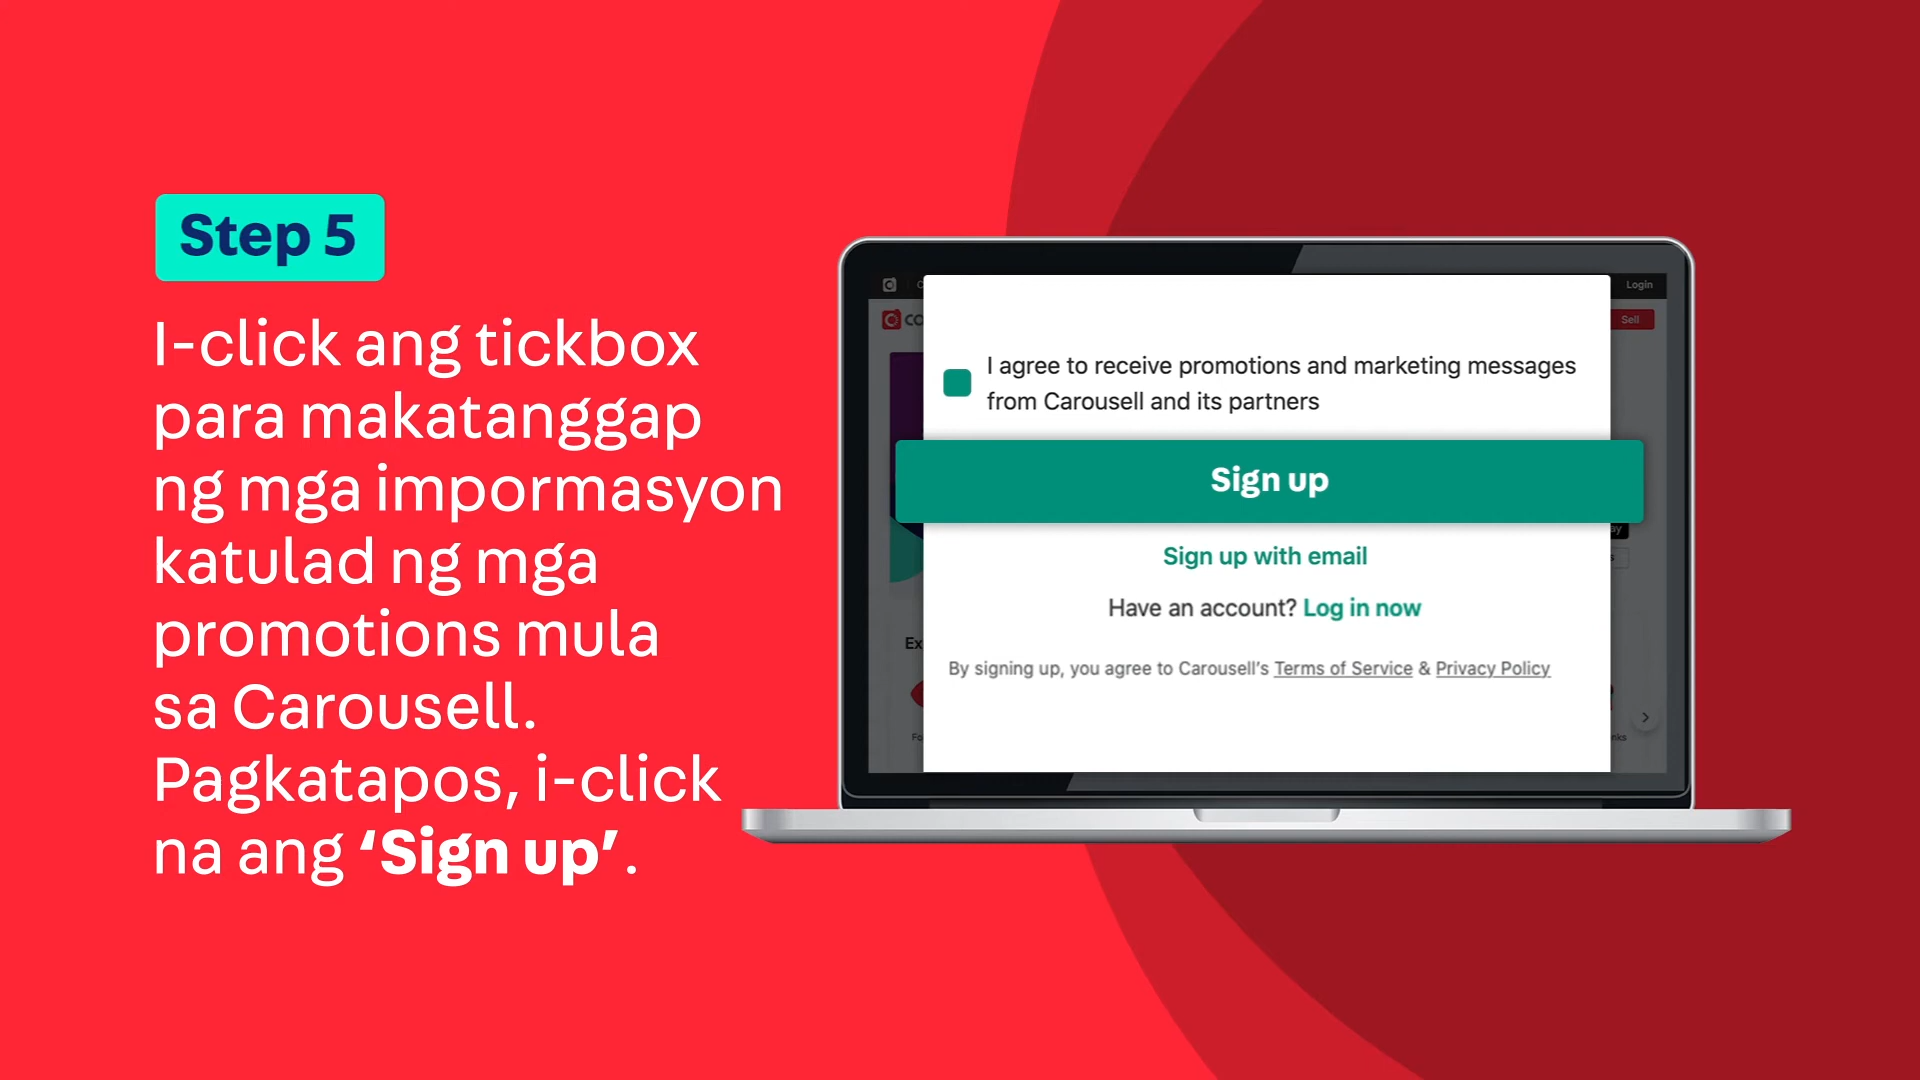 Step 5
I-click ang tickbox
para makatanggap
ng mga impormasyon
katulad ng mga
promotions mula
sa Carousell.
Pagkatapos, i-click
na ang ‘Sign up’.
Login
Sell
I agree to receive promotions and marketing messages
from Carousell and its partners
Sign up
Sign up with email
Have an account? Log in now
By signing up, you agree to Carousell’s Terms of Service & Privacy Policy